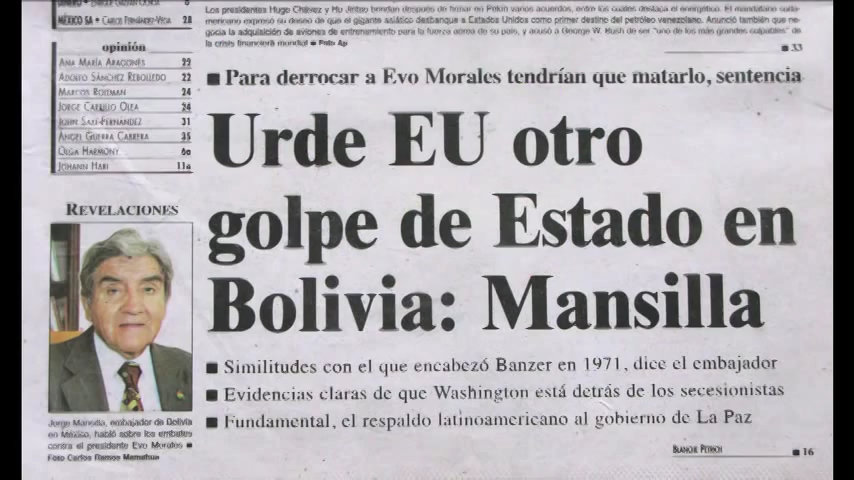 MÉXICO SA ■ CARLOS FERNÁNDEZ-VEGA 28
opinión
ANA MARÍA ARAGONÉS 22
ADOLFO SÁNCHEZ REBOLLEDO 22
MARCOS ROITMAN 24
JORGE CARRILLO OLEA 24
JOHN SAXE-FERNÁNDEZ 31
ÁNGEL GUERRA CABRERA 35
OLGA HARMONY 6a
JOHANN HARI 11a
Los presidentes Hugo Chávez y Hu Jintao brindan después de firmar en Pekín varios acuerdos, entre los cuales destaca el energético. El mandatario
mericano expresó su deseo de que el gigante asiático desbanque a Estados Unidos como primer destino del petróleo venezolano. Anunció también que ne-
gocia la adquisición de aviones de entrenamiento para la fuerza aérea de su país, y acusó a George W. Bush de ser "uno de los más grandes culpables" de
la crisis financiera mundial ■ Foto Ap
■ 33
■ Para derrocar a Evo Morales tendrían que matarlo, sentencia
Urde EU otro
golpe de Estado en
Bolivia: Mansilla
■ Similitudes con el que encabezó Banzer en 1971, dice el embajador
■ Evidencias claras de que Washington está detrás de los secesionistas
■ Fundamental, el respaldo latinoamericano al gobierno de La Paz
BLANCHE PETRICH ■ 16
REVELACIONES
Jorge Mansilla, embajador de Bolivia
en México, habló sobre los embates
contra el presidente Evo Morales ■
Foto Carlos Ramos Mamahua